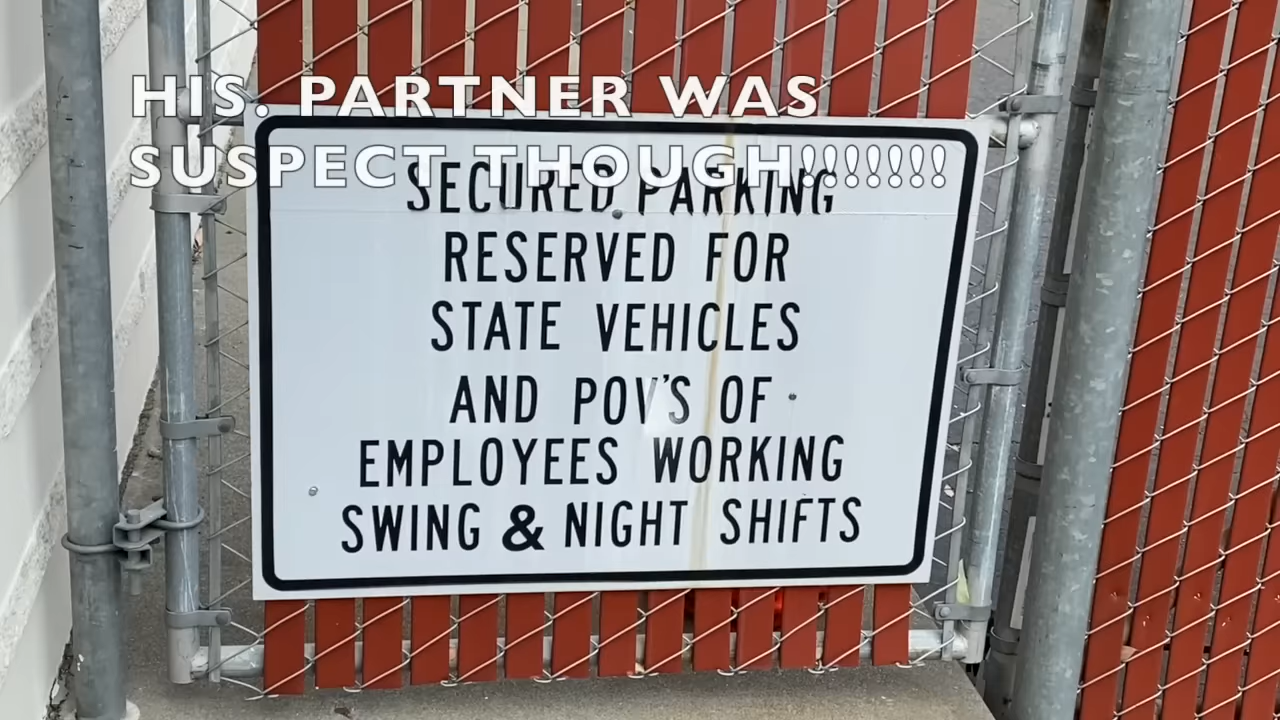 HIS. PARTNER WAS
SUSPECT THOUGH!!!!!!!
SECURED PARKING
RESERVED FOR
STATE VEHICLES
AND POV'S OF
EMPLOYEES WORKING
SWING & NIGHT SHIFTS